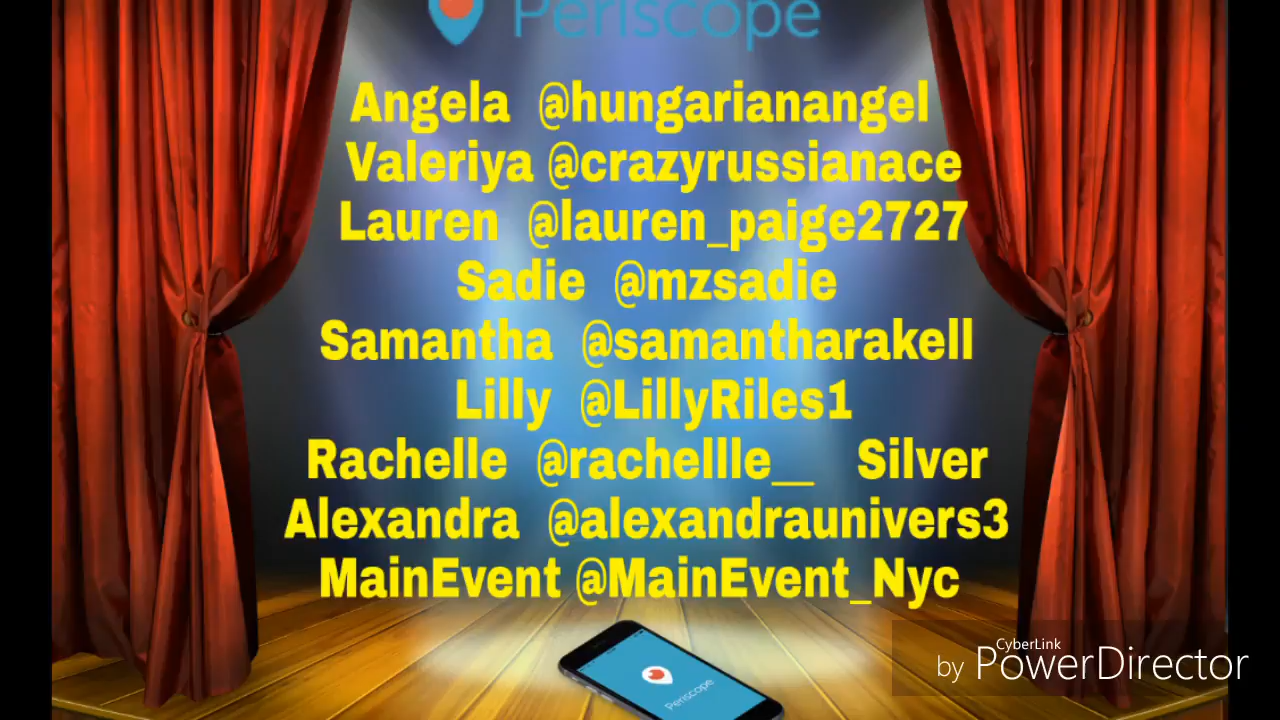 Periscope
Angela @hungarianangel
Valeriya @crazyrussianace
Lauren @lauren_paige2727
Sadie @mzsadie
Samantha @samantharakell
Lilly @LillyRiles1
Rachelle @rachellle__ Silver
Alexandra @alexandraunivers3
MainEvent @MainEvent_Nyc
Periscope
CyberLink
by PowerDirector